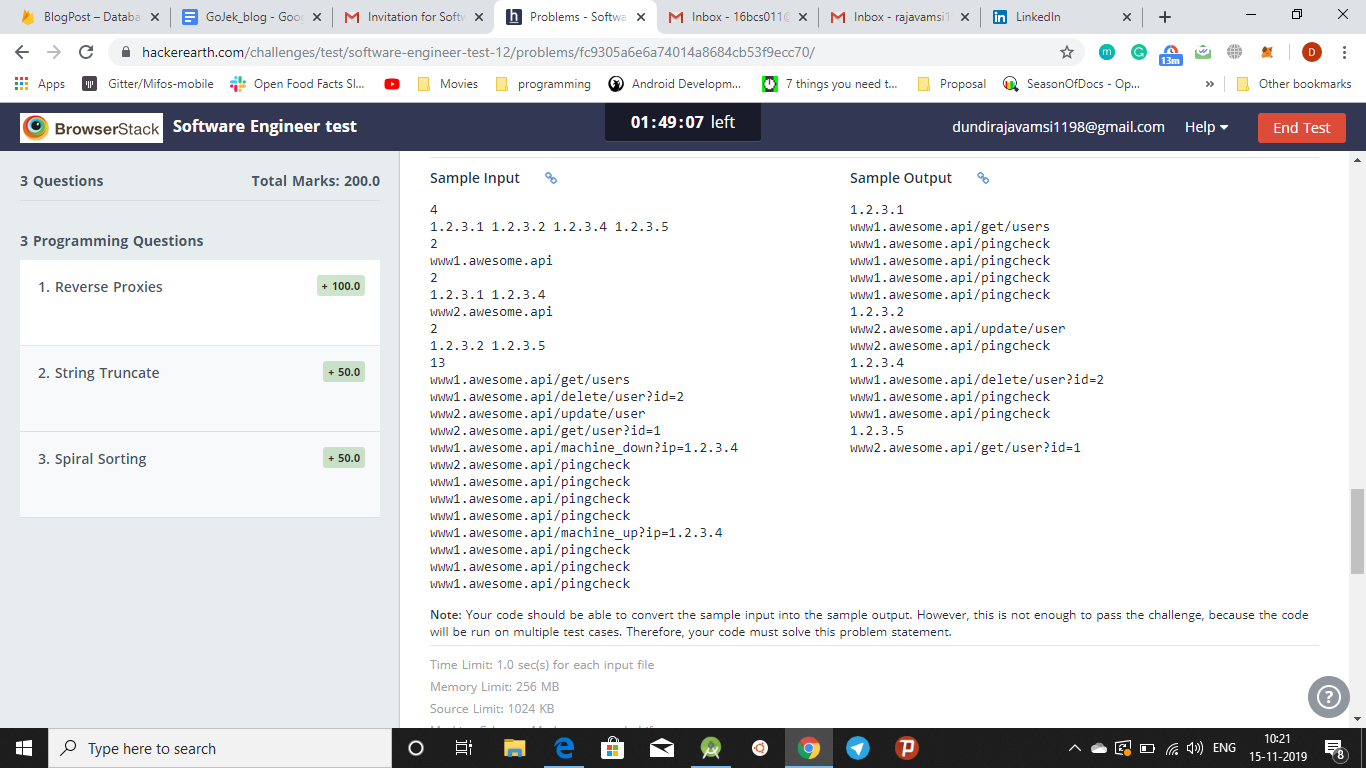 BlogPost – Databa
GoJek_blog - Goo
Invitation for Softw
Problems - Softwa
Inbox - 16bcs011@
Inbox - rajavamsi1
LinkedIn
hackerearth.com/challenges/test/software-engineer-test-12/problems/fc9305a6e6a74014a8684cb53f9ecc70/
13m
D
Apps
Gitter/Mifos-mobile
Open Food Facts Sl...
Movies
programming
Android Developm...
7 things you need t...
Proposal
SeasonOfDocs - Op...
»
Other bookmarks
BrowserStack
Software Engineer test
01:49:07 left
dundirajavamsi1198@gmail.com
Help
End Test
3 Questions
Total Marks: 200.0
3 Programming Questions
1. Reverse Proxies
+ 100.0
2. String Truncate
+ 50.0
3. Spiral Sorting
+ 50.0
Sample Input
4
1.2.3.1 1.2.3.2 1.2.3.4 1.2.3.5
2
www1.awesome.api
2
1.2.3.1 1.2.3.4
www2.awesome.api
2
1.2.3.2 1.2.3.5
13
www1.awesome.api/get/users
www1.awesome.api/delete/user?id=2
www2.awesome.api/update/user
www2.awesome.api/get/user?id=1
www1.awesome.api/machine_down?ip=1.2.3.4
www2.awesome.api/pingcheck
www1.awesome.api/pingcheck
www1.awesome.api/pingcheck
www1.awesome.api/pingcheck
www1.awesome.api/machine_up?ip=1.2.3.4
www1.awesome.api/pingcheck
www1.awesome.api/pingcheck
www1.awesome.api/pingcheck
Sample Output
1.2.3.1
www1.awesome.api/get/users
www1.awesome.api/pingcheck
www1.awesome.api/pingcheck
www1.awesome.api/pingcheck
www1.awesome.api/pingcheck
1.2.3.2
www2.awesome.api/update/user
www2.awesome.api/pingcheck
1.2.3.4
www1.awesome.api/delete/user?id=2
www1.awesome.api/pingcheck
www1.awesome.api/pingcheck
1.2.3.5
www2.awesome.api/get/user?id=1
Note: Your code should be able to convert the sample input into the sample output. However, this is not enough to pass the challenge, because the code
will be run on multiple test cases. Therefore, your code must solve this problem statement.
Time Limit: 1.0 sec(s) for each input file
Memory Limit: 256 MB
Source Limit: 1024 KB
?
Type here to search
ENG
10:21
15-11-2019
8